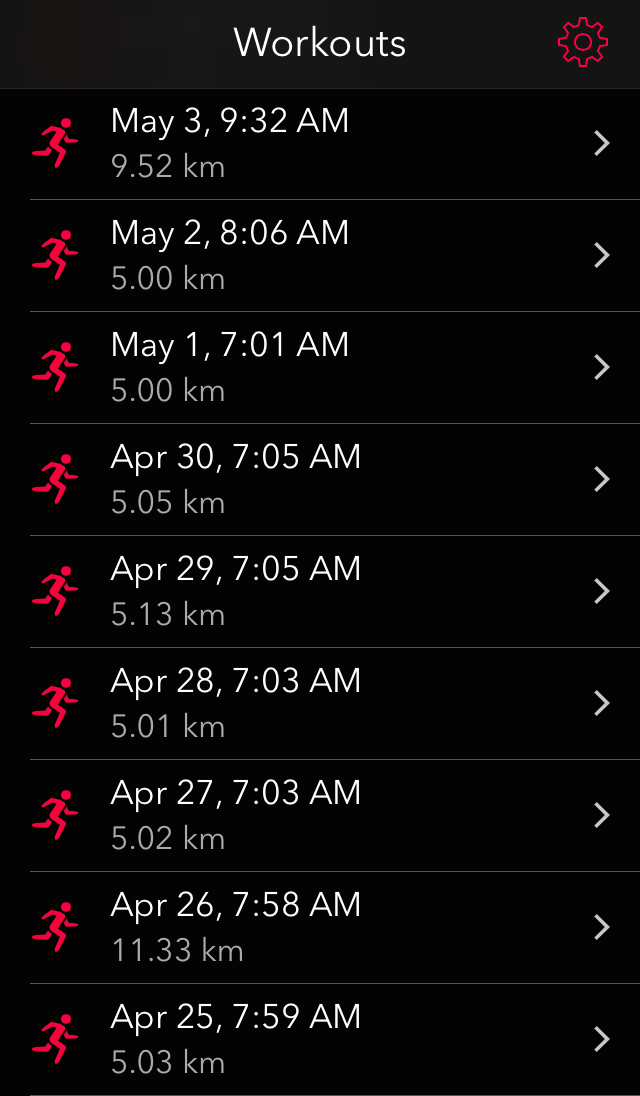 Workouts
May 3, 9:32 AM
9.52 km
May 2, 8:06 AM
5.00 km
May 1, 7:01 AM
5.00 km
Apr 30, 7:05 AM
5.05 km
Apr 29, 7:05 AM
5.13 km
Apr 28, 7:03 AM
5.01 km
Apr 27, 7:03 AM
5.02 km
Apr 26, 7:58 AM
11.33 km
Apr 25, 7:59 AM
5.03 km